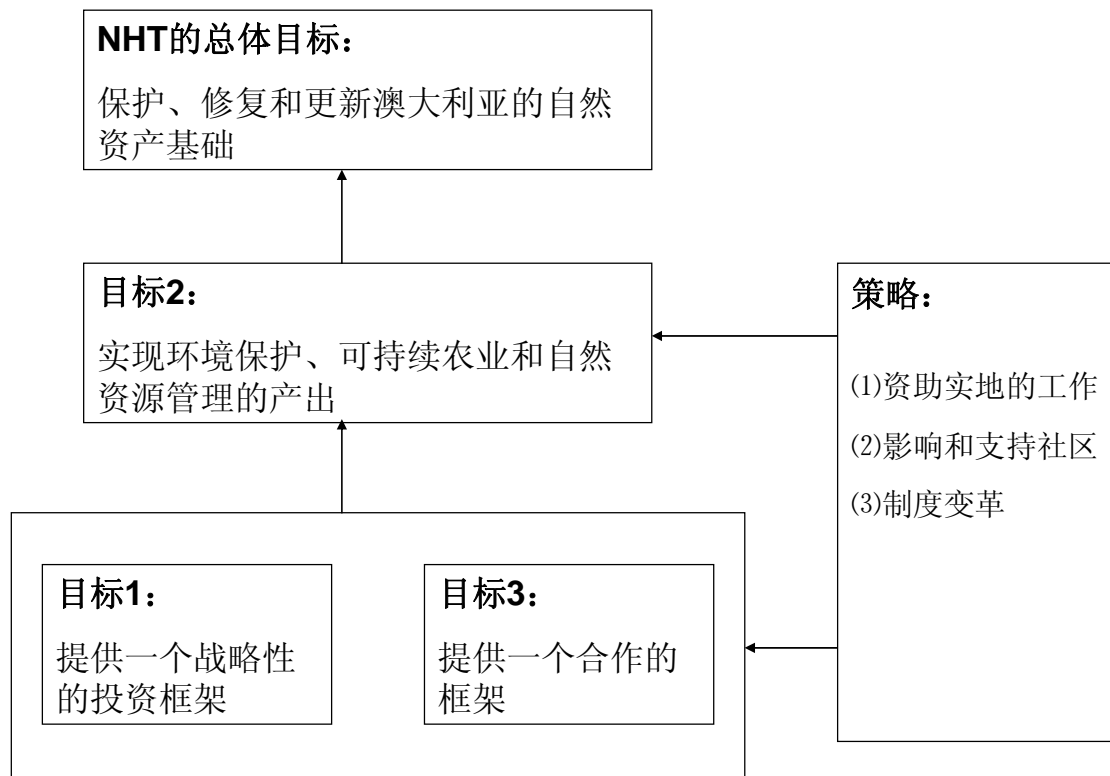 NHT的总体目标：
保护、修复和更新澳大利亚的自然
资产基础
目标2：
实现环境保护、可持续农业和自然
资源管理的产出
策略：
⑴资助实地的工作
⑵影响和支持社区
⑶制度变革
目标1：
提供一个战略性
的投资框架
目标3：
提供一个合作的
框架